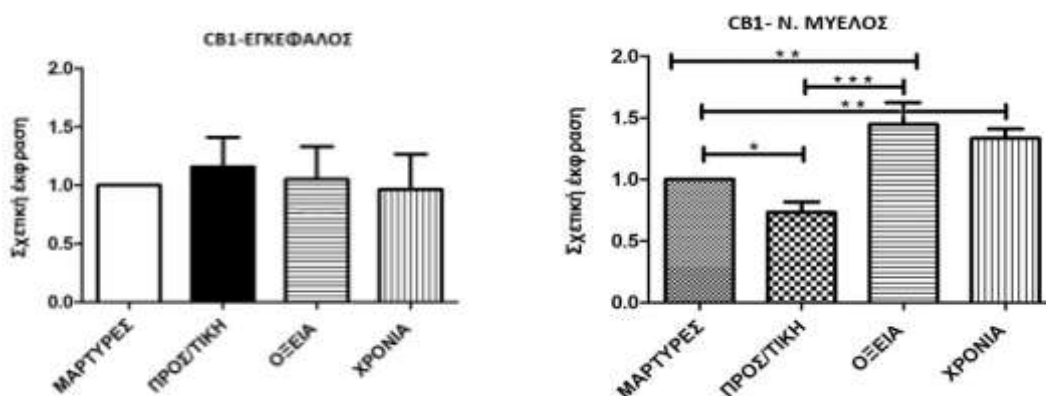 CB1-ΕΓΚΕΦΑΛΟΣ
Σχετική έκφραση
2.0
1.5
1.0
0.5
0.0
ΜΑΡΤΥΡΕΣ
ΠΡΟΣ/ΤΙΚΗ
ΟΞΕΙΑ
ΧΡΟΝΙΑ
CB1- Ν. ΜΥΕΛΟΣ
Σχετική έκφραση
2.0
1.5
1.0
0.5
0.0
* *
* * *
* *
*
ΜΑΡΤΥΡΕΣ
ΠΡΟΣ/ΤΙΚΗ
ΟΞΕΙΑ
ΧΡΟΝΙΑ